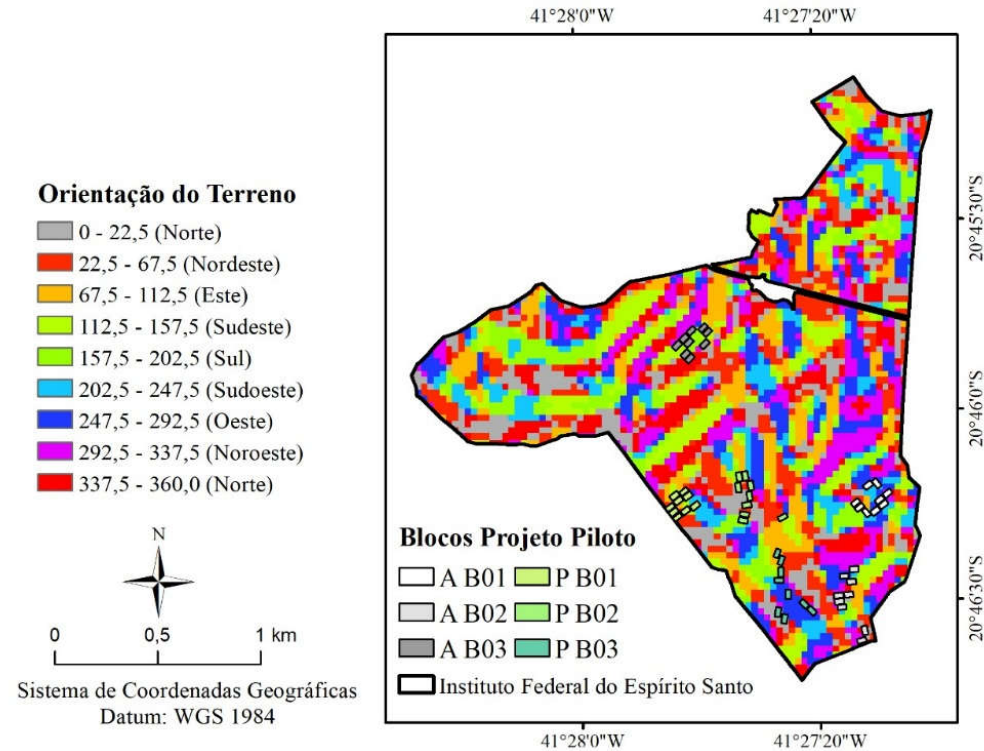 41°28'0"W
41°27'20"W
Orientação do Terreno
0 - 22,5 (Norte)
22,5 - 67,5 (Nordeste)
67,5 - 112,5 (Este)
112,5 - 157,5 (Sudeste)
157,5 - 202,5 (Sul)
202,5 - 247,5 (Sudoeste)
247,5 - 292,5 (Oeste)
292,5 - 337,5 (Noroeste)
337,5 - 360,0 (Norte)
N
0 0,5 1 km
Sistema de Coordenadas Geográficas
Datum: WGS 1984
Blocos Projeto Piloto
A B01 P B01
A B02 P B02
A B03 P B03
Instituto Federal do Espírito Santo
20°45'30"S
20°46'0"S
20°46'30"S
41°28'0"W
41°27'20"W